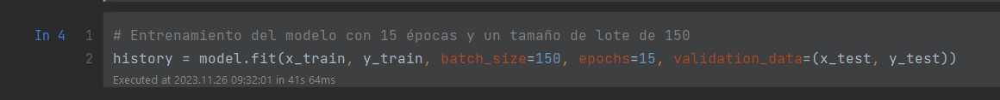 In 4 1 # Entrenamiento del modelo con 15 épocas y un tamaño de lote de 150
2 history = model.fit(x_train, y_train, batch_size=150, epochs=15, validation_data=(x_test, y_test))
Executed at 2023.11.26 09:32:01 in 41s 64ms